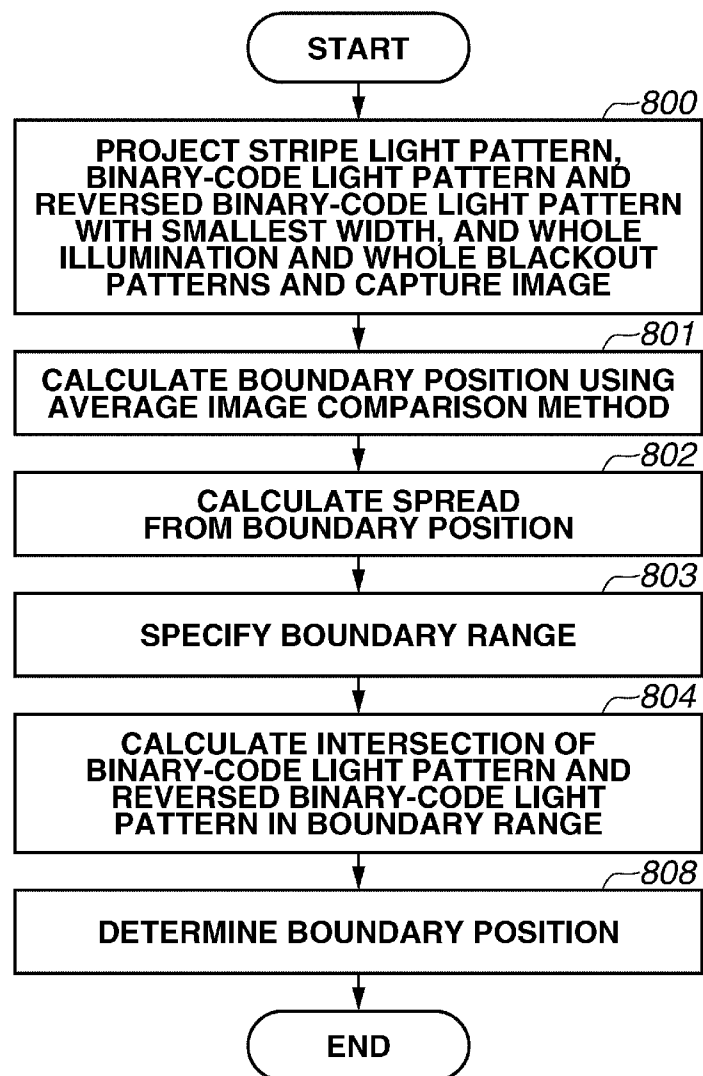 START
800
PROJECT STRIPE LIGHT PATTERN,
BINARY-CODE LIGHT PATTERN AND
REVERSED BINARY-CODE LIGHT PATTERN
WITH SMALLEST WIDTH, AND WHOLE
ILLUMINATION AND WHOLE BLACKOUT
PATTERNS AND CAPTURE IMAGE
801
CALCULATE BOUNDARY POSITION USING
AVERAGE IMAGE COMPARISON METHOD
802
CALCULATE SPREAD
FROM BOUNDARY POSITION
803
SPECIFY BOUNDARY RANGE
804
CALCULATE INTERSECTION OF
BINARY-CODE LIGHT PATTERN AND
REVERSED BINARY-CODE LIGHT
PATTERN IN BOUNDARY RANGE
808
DETERMINE BOUNDARY POSITION
END